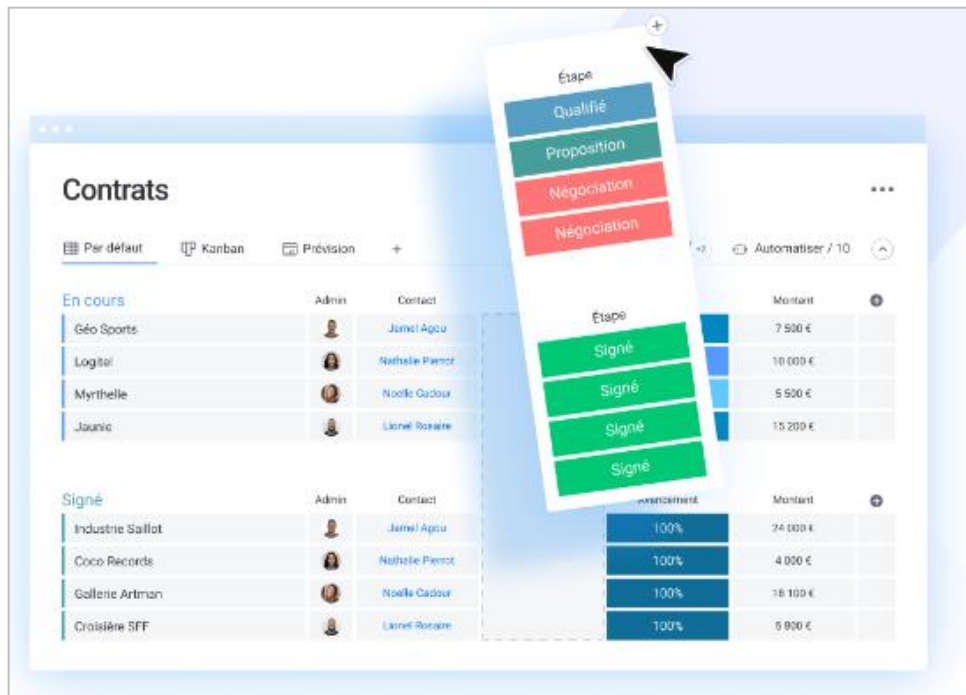 Étape
Qualifié
Proposition
Négociation
Négociation
Contrats
Par défaut Kanban Prévision + +2 Automatiser / 10
En cours Admin Contact Étape Montant
Géo Sports Jamel Agou 7 500 €
Logitel Nathalie Pierrot 10 000 €
Myrthelle Noelle Cadour 5 500 €
Jaunie Lionel Rosaire 15 200 €
Signé
Signé
Signé
Signé
Signé Admin Contact Avancement Montant
Industrie Saillot Jamel Agou 100% 24 000 €
Coco Records Nathalie Pierrot 100% 4 000 €
Gallerie Artman Noelle Cadour 100% 18 100 €
Croisière SFF Lionel Rosaire 100% 5 800 €